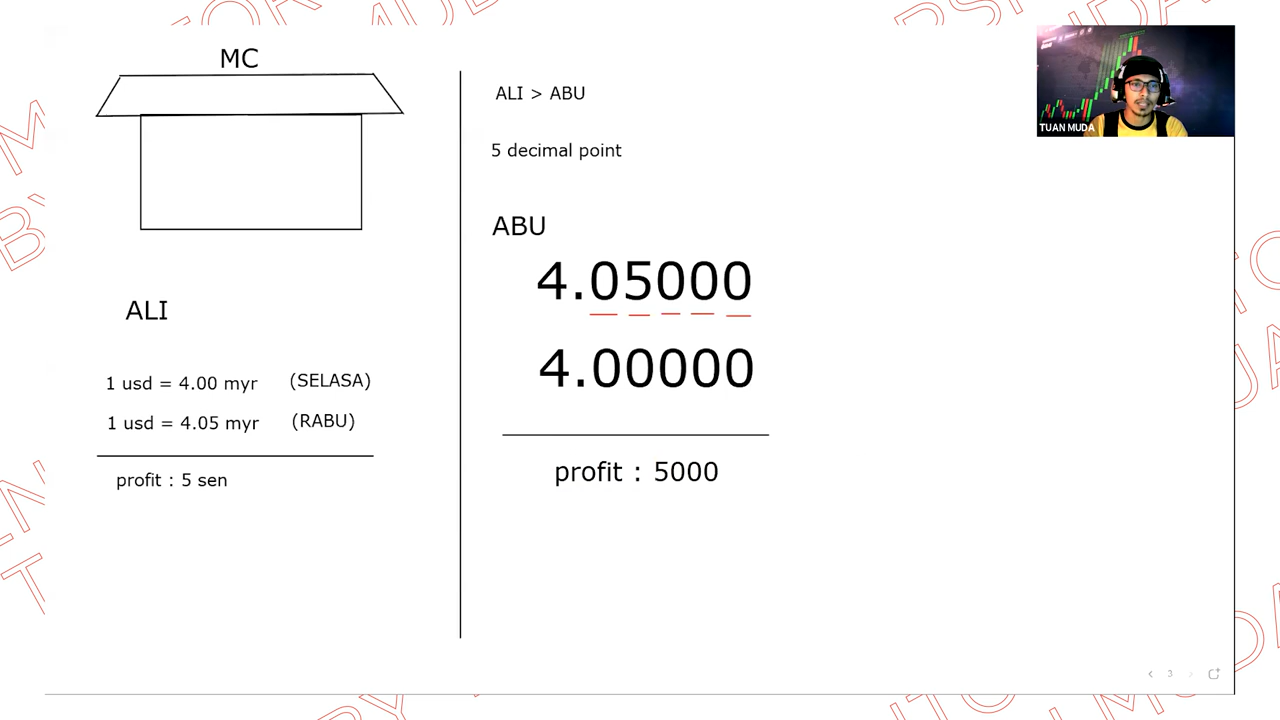 MC
ALI
1 usd = 4.00 myr (SELASA)
1 usd = 4.05 myr (RABU)
profit : 5 sen
ALI > ABU
5 decimal point
ABU
4.05000
4.00000
profit : 5000
TUAN MUDA
3